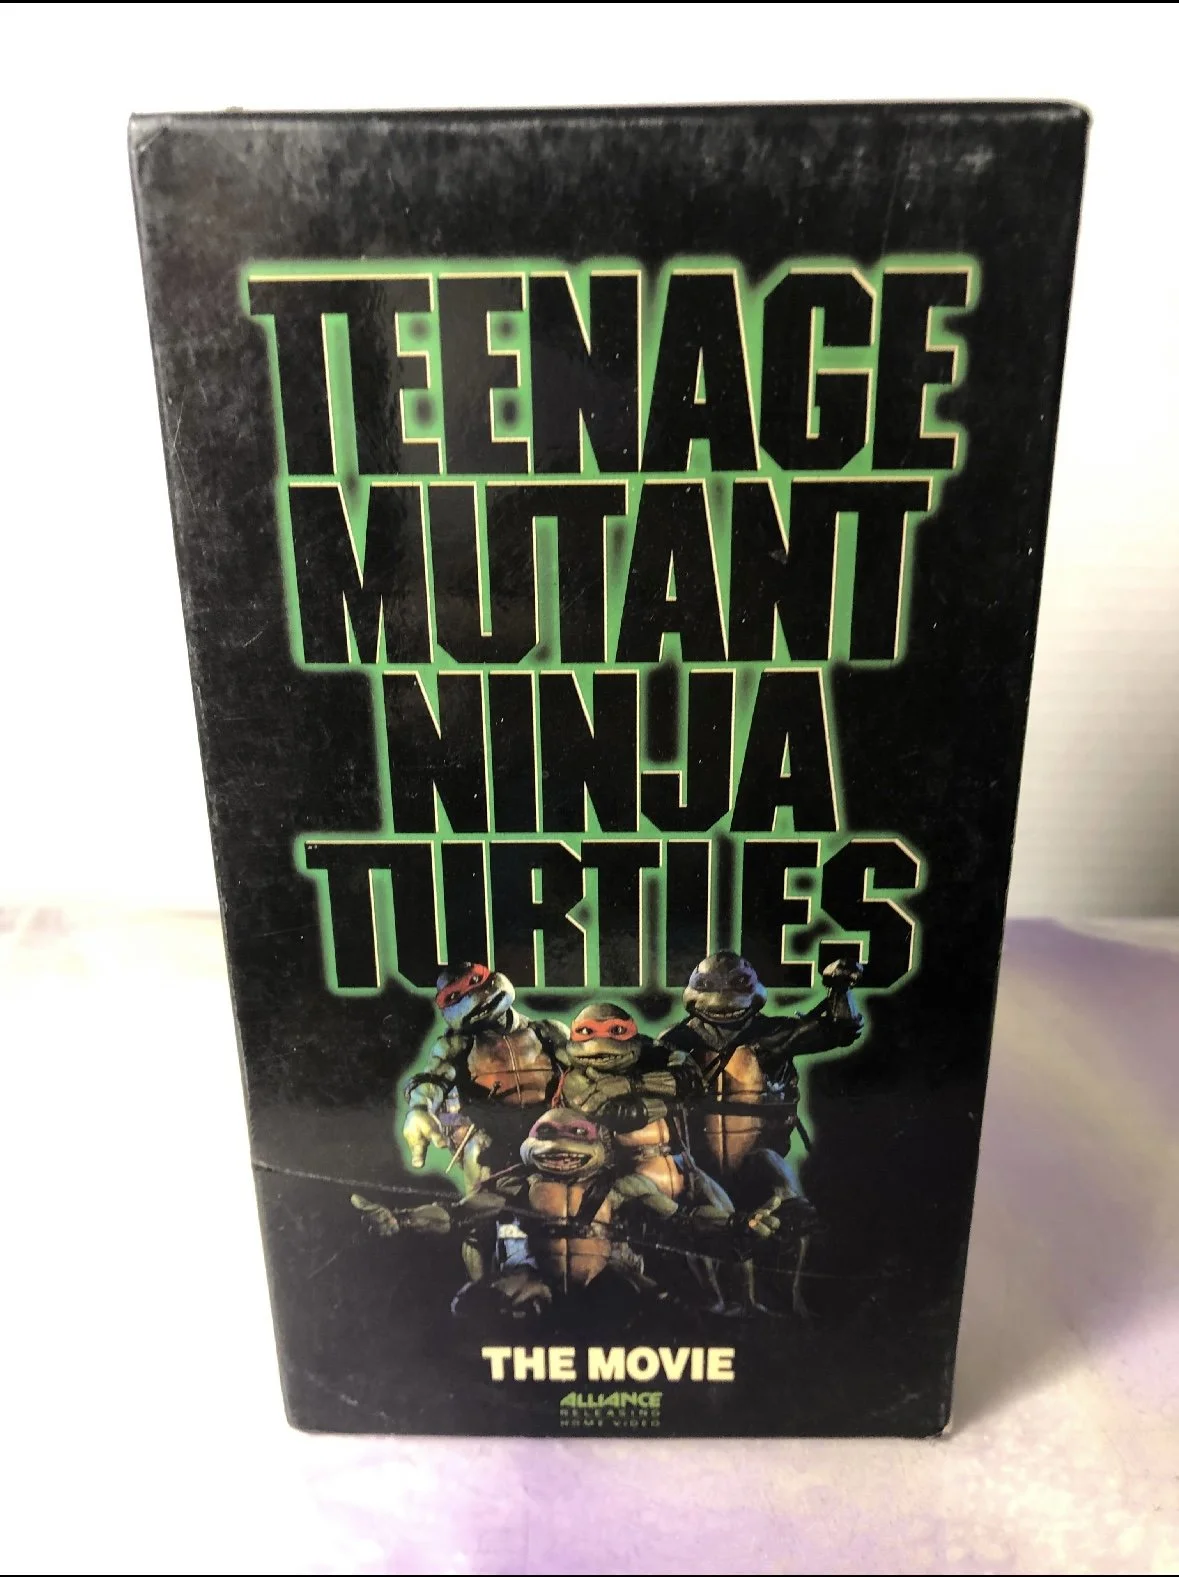 TEENAGE
MUTANT
NINJA
TURTLES
THE MOVIE
ALLIANCE
RELEASING
HOME VIDEO